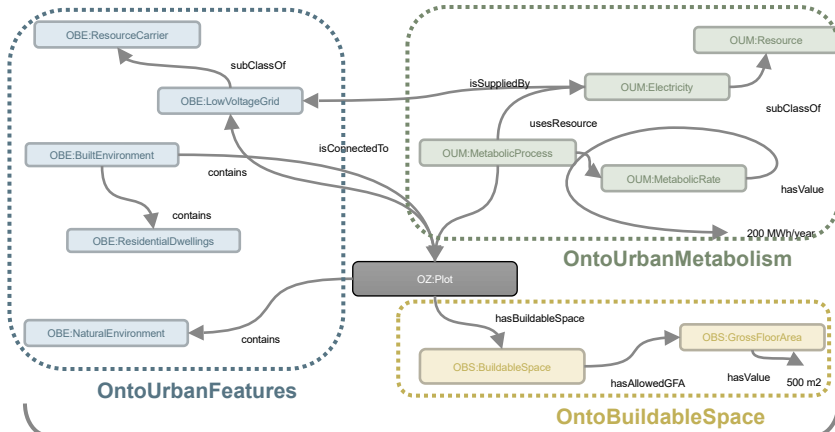 OBE:ResourceCarrier
OUM:Resource
subClassOf
isSuppliedBy
OUM:Electricity
OBE:LowVoltageGrid
subClassOf
usesResource
isConnectedTo
OBE:BuiltEnvironment
OUM:MetabolicProcess
contains
OUM:MetabolicRate
hasValue
contains
200 MWh/year
OBE:ResidentialDwellings
OntoUrbanMetabolism
OZ:Plot
hasBuildableSpace
OBE:NaturalEnvironment
contains
OBS:GrossFloorArea
OBS:BuildableSpace
hasAllowedGFA
hasValue
500 m2
OntoUrbanFeatures
OntoBuildableSpace